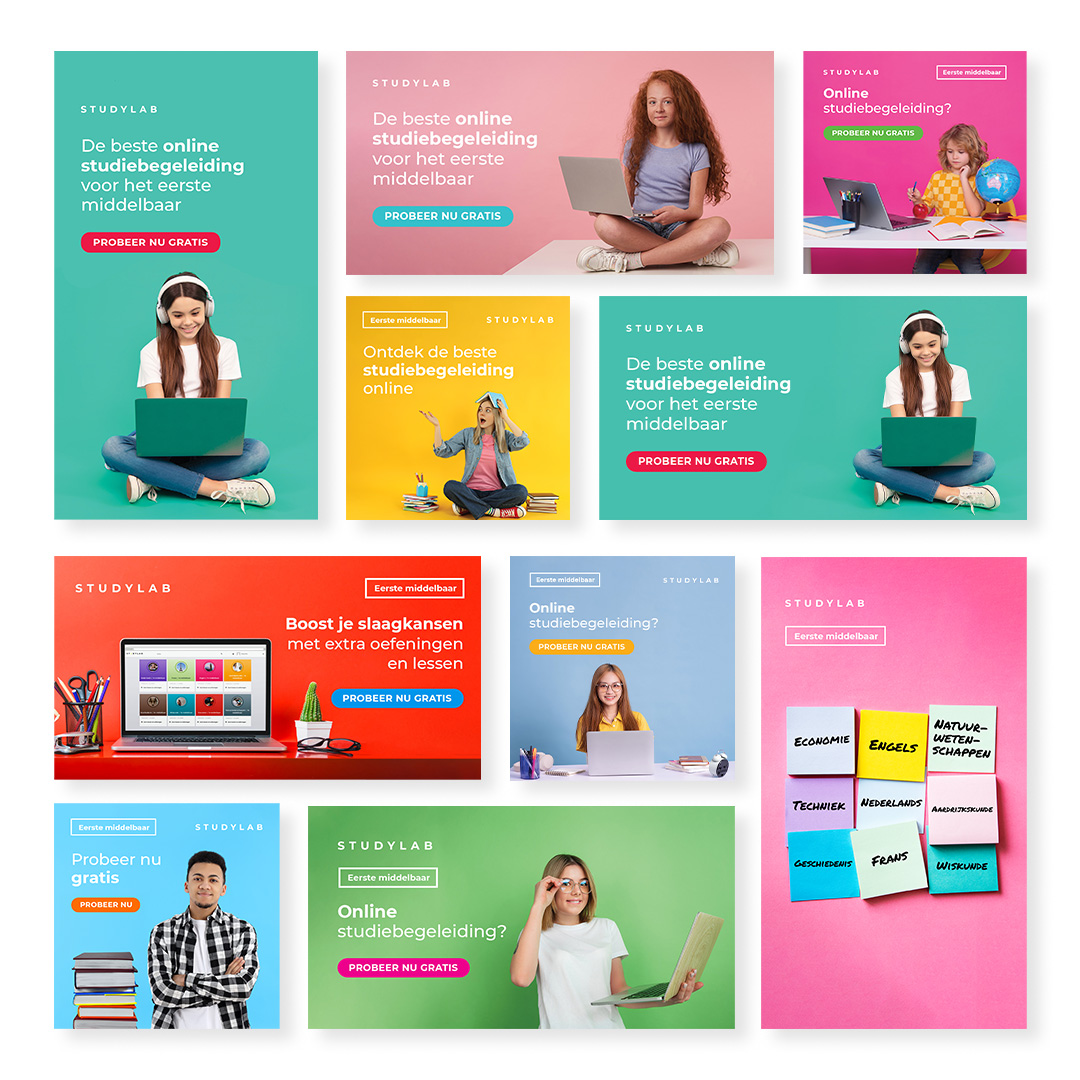 STUDYLAB
De beste online
studiebegeleiding
voor het eerste
middelbaar
PROBEER NU GRATIS
STUDYLAB
De beste online
studiebegeleiding
voor het eerste
middelbaar
PROBEER NU GRATIS
STUDYLAB
Eerste middelbaar
Online
studiebegeleiding?
PROBEER NU GRATIS
Eerste middelbaar
STUDYLAB
Ontdek de beste
studiebegeleiding
online
STUDYLAB
De beste online
studiebegeleiding
voor het eerste
middelbaar
PROBEER NU GRATIS
STUDYLAB
Eerste middelbaar
Boost je slaagkansen
met extra oefeningen
en lessen
PROBEER NU GRATIS
Eerste middelbaar
STUDYLAB
Online
studiebegeleiding?
PROBEER NU GRATIS
STUDYLAB
Eerste middelbaar
ECONOMIE
ENGELS
NATUUR-
WETEN-
SCHAPPEN
TECHNIEK
NEDERLANDS
AARDRIJKSKUNDE
GESCHIEDENIS
FRANS
WISKUNDE
Eerste middelbaar
STUDYLAB
Probeer nu
gratis
PROBEER NU
STUDYLAB
Eerste middelbaar
Online
studiebegeleiding?
PROBEER NU GRATIS